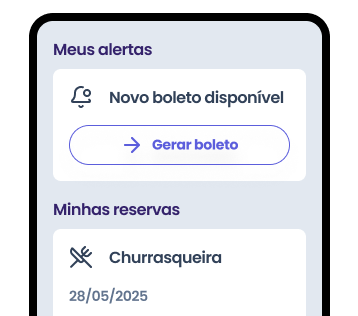 Meus alertas
Novo boleto disponível
Gerar boleto
Minhas reservas
Churrasqueira
28/05/2025